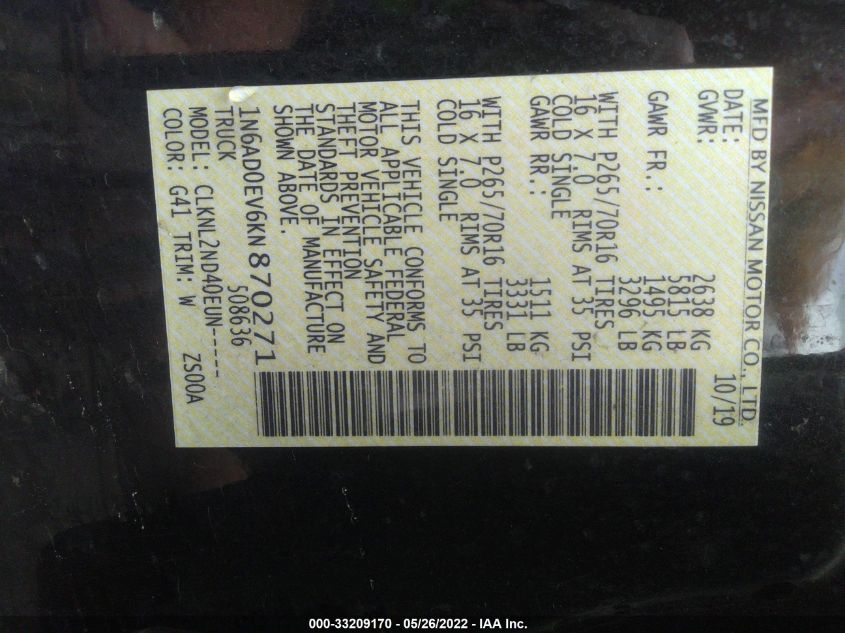 MFD BY NISSAN MOTOR CO., LTD.
DATE: 10/19
GVWR: 2638 KG
5815 LB
GAWR FR.: 1495 KG
3296 LB
WITH P265/70R16 TIRES
16 X 7.0 RIMS AT 35 PSI
COLD SINGLE
GAWR RR.: 1511 KG
3331 LB
WITH P265/70R16 TIRES
16 X 7.0 RIMS AT 35 PSI
COLD SINGLE
THIS VEHICLE CONFORMS TO
ALL APPLICABLE FEDERAL
MOTOR VEHICLE SAFETY AND
THEFT PREVENTION
STANDARDS IN EFFECT ON
THE DATE OF MANUFACTURE
SHOWN ABOVE.
1N6AD0EV6KN870271
TRUCK 508636
MODEL: CLKNL2ND4QEUN-----
COLOR: G41 TRIM: W ZS00A
000-33209170 - 05/26/2022 - IAA Inc.